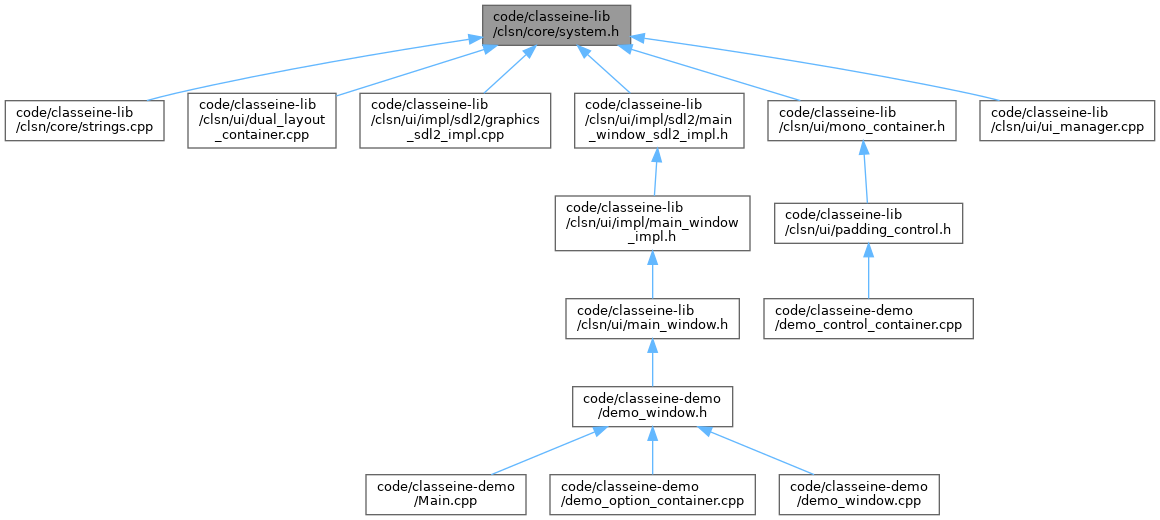 code/classeine-lib
/clsn/core/system.h
code/classeine-lib
/clsn/core/strings.cpp
code/classeine-lib
/clsn/ui/dual_layout
_container.cpp
code/classeine-lib
/clsn/ui/impl/sdl2/graphics
_sdl2_impl.cpp
code/classeine-lib
/clsn/ui/impl/sdl2/main
_window_sdl2_impl.h
code/classeine-lib
/clsn/ui/mono_container.h
code/classeine-lib
/clsn/ui/ui_manager.cpp
code/classeine-lib
/clsn/ui/impl/main_window
_impl.h
code/classeine-lib
/clsn/ui/padding_control.h
code/classeine-lib
/clsn/ui/main_window.h
code/classeine-demo
/demo_control_container.cpp
code/classeine-demo
/demo_window.h
code/classeine-demo
/Main.cpp
code/classeine-demo
/demo_option_container.cpp
code/classeine-demo
/demo_window.cpp